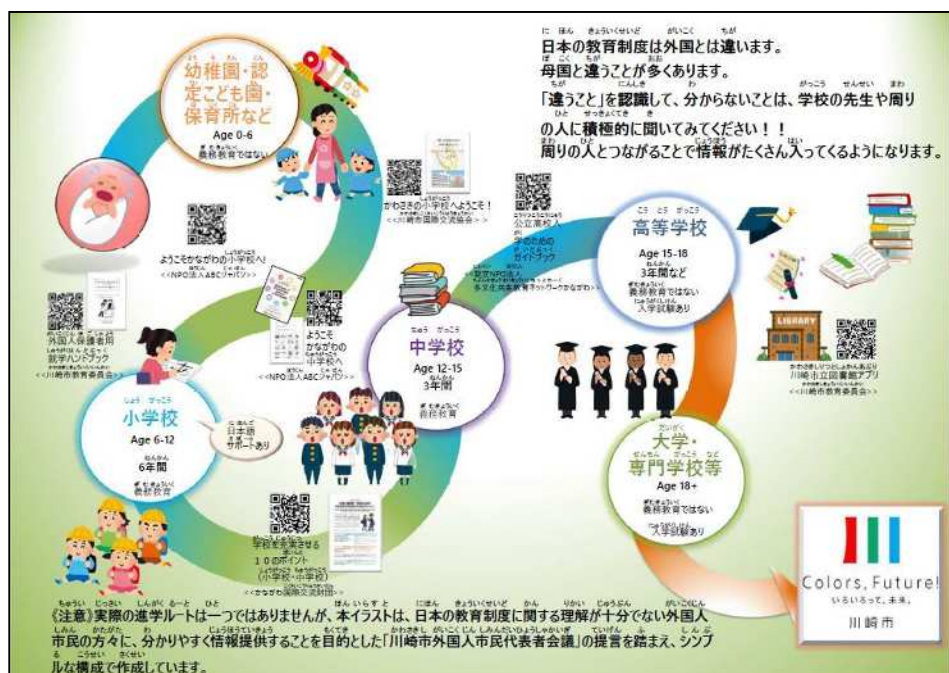 日本の教育制度は外国とは違います。
母国と違うことが多くあります。
「違うこと」を認識して、分からないことは、学校の先生や周り
の人に積極的に聞いてみてください！！
周りの人とつながることで情報がたくさん入ってくるようになります。
幼稚園・認
定こども園・
保育所など
Age 0-6
義務教育ではない
かわさきの小学校へようこそ！
<<川崎市国際交流協会>>
ようこそかながわの小学校へ！
<<NPO法人ABCジャパン>>
外国人保護者用
就学ハンドブック
<<川崎市教育委員会>>
小学校
Age 6-12
6年間
義務教育
日本語
サポートあり
ようこそ
かながわの
中学校へ
<<NPO法人ABCジャパン>>
中学校
Age 12-15
3年間
義務教育
学校を充実させる
１０のポイント
(小学校・中学校)
<<かながわ国際交流財団>>
公立高校入
学のための
ガイドブック
<<認定NPO法人
多文化共生教育ネットワークかながわ>>
高等学校
Age 15-18
3年間など
義務教育ではない
入学試験あり
LIBRARY
川崎市立図書館アプリ
<<川崎市教育委員会>>
大学・
専門学校等
Age 18+
義務教育ではない
入学試験あり
Colors, Future!
いろいろって、未来。
川崎市
《注意》実際の進学ルートは一つではありませんが、本イラストは、日本の教育制度に関する理解が十分でない外国人
市民の方々に、分かりやすく情報提供することを目的とした「川崎市外国人市民代表者会議」の提言を踏まえ、シンプ
ルな構成で作成しています。